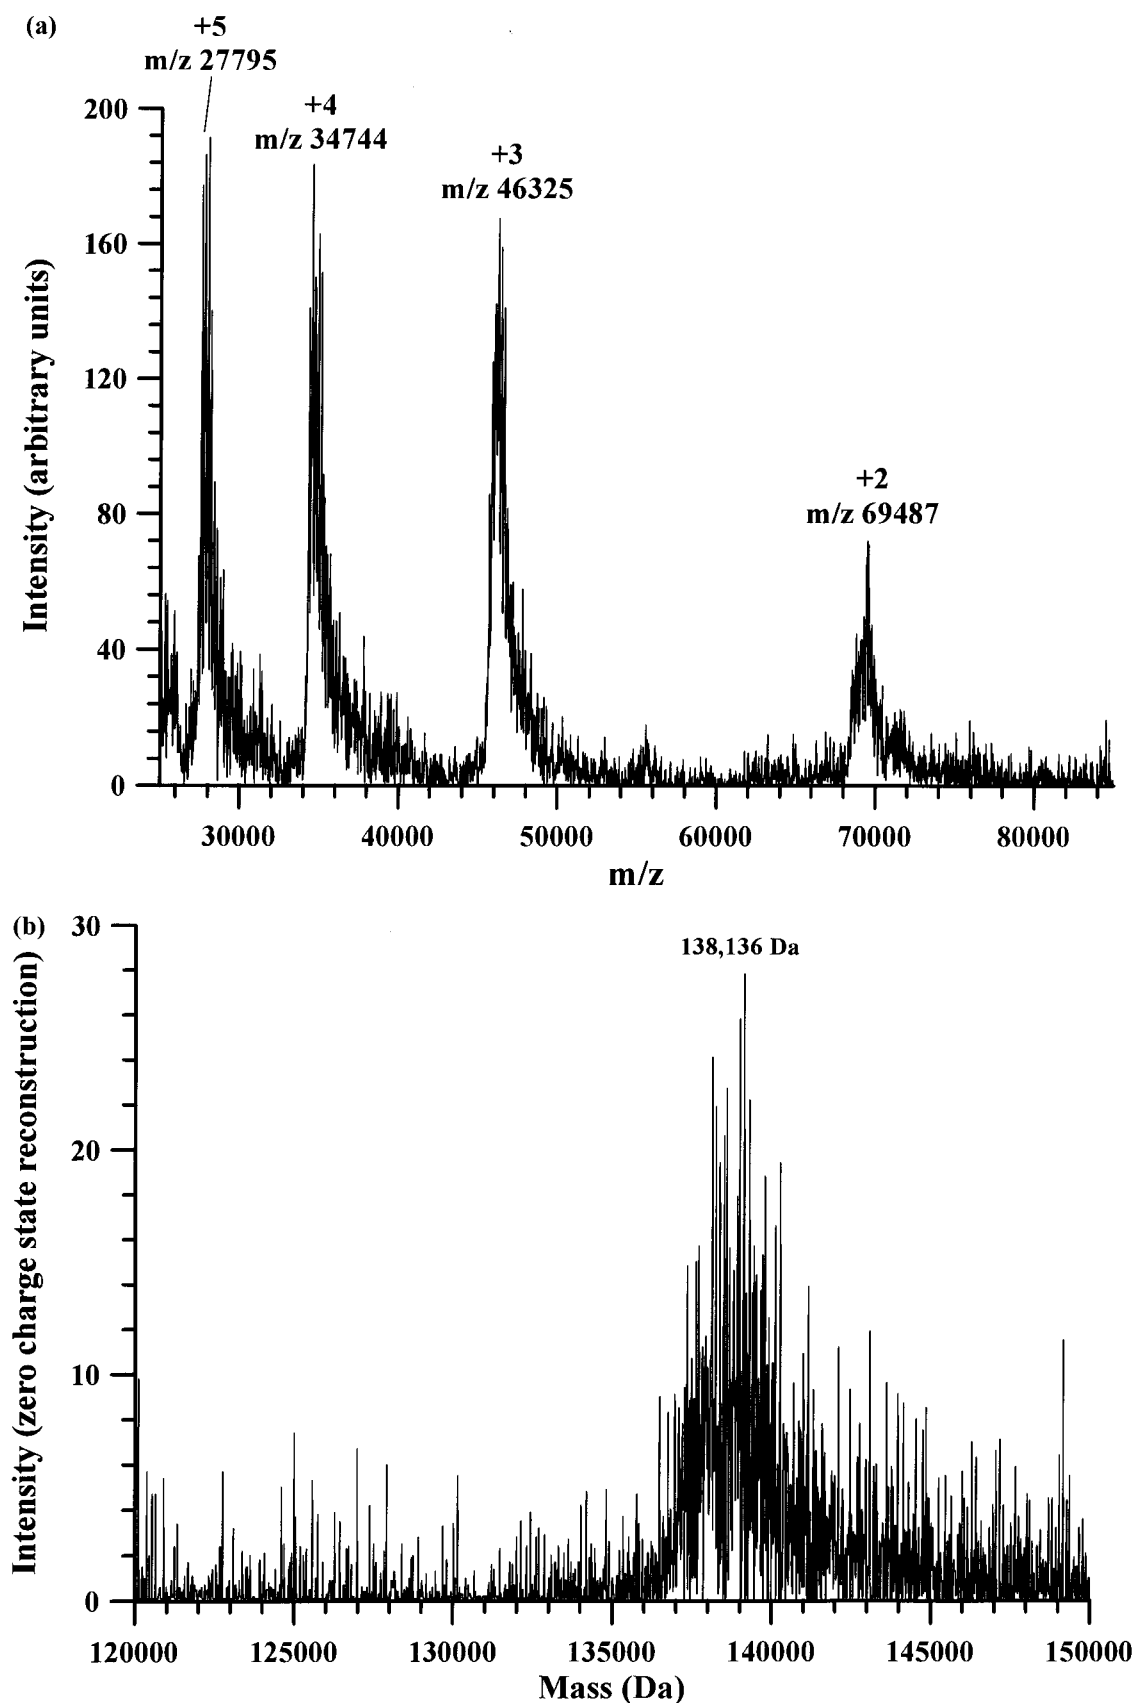 (a)
+5
m/z 27795
+4
m/z 34744
+3
m/z 46325
+2
m/z 69487
Intensity (arbitrary units)
200
160
120
80
40
0
30000 40000 50000 60000 70000 80000
m/z
(b)
138,136 Da
Intensity (zero charge state reconstruction)
30
20
10
0
120000 125000 130000 135000 140000 145000 150000
Mass (Da)